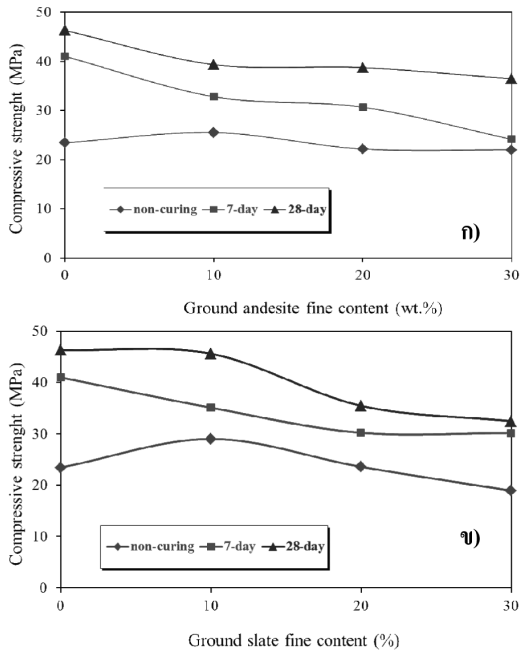 50
40
30
20
10
0
Compressive strenght (MPa)
non-curing 7-day 28-day
ก)
0 10 20 30
Ground andesite fine content (wt.%)
50
40
30
20
10
0
Compressive strenght (MPa)
non-curing 7-day 28-day
ข)
0 10 20 30
Ground slate fine content (%)